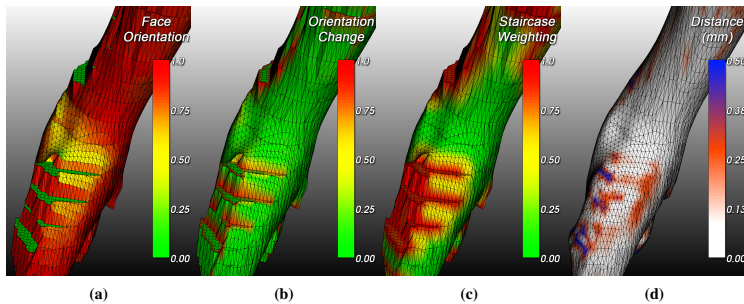 Face
Orientation
1.0
0.75
0.50
0.25
0.00
(a)
Orientation
Change
1.0
0.75
0.50
0.25
0.00
(b)
Staircase
Weighting
1.0
0.75
0.50
0.25
0.00
(c)
Distance
(mm)
0.50
0.38
0.25
0.13
0.00
(d)